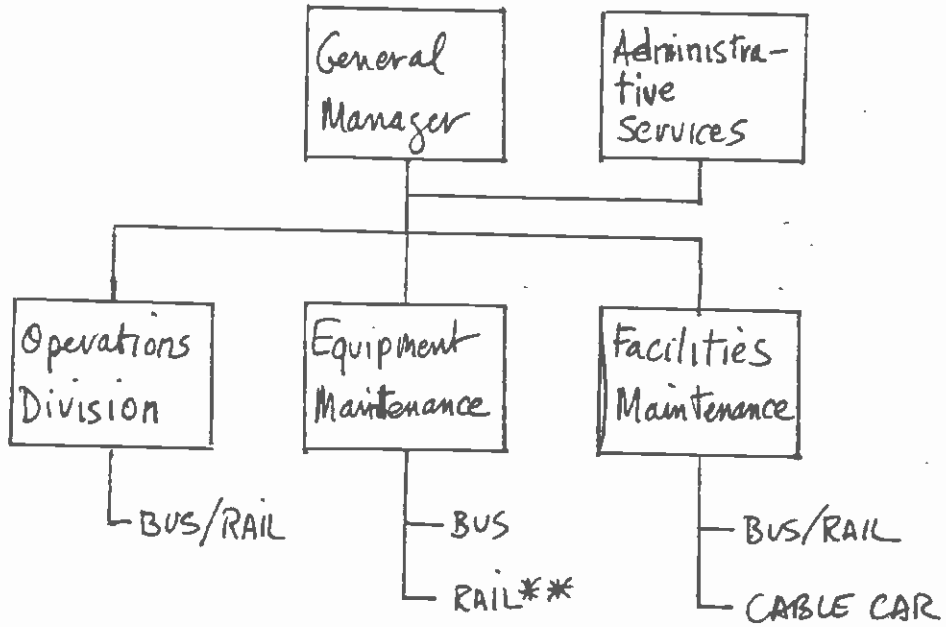 General
Manager
Administra-
tive
Services
Operations
Division
Equipment
Maintenance
Facilities
Maintenance
BUS/RAIL
BUS
BUS/RAIL
RAIL**
CABLE CAR